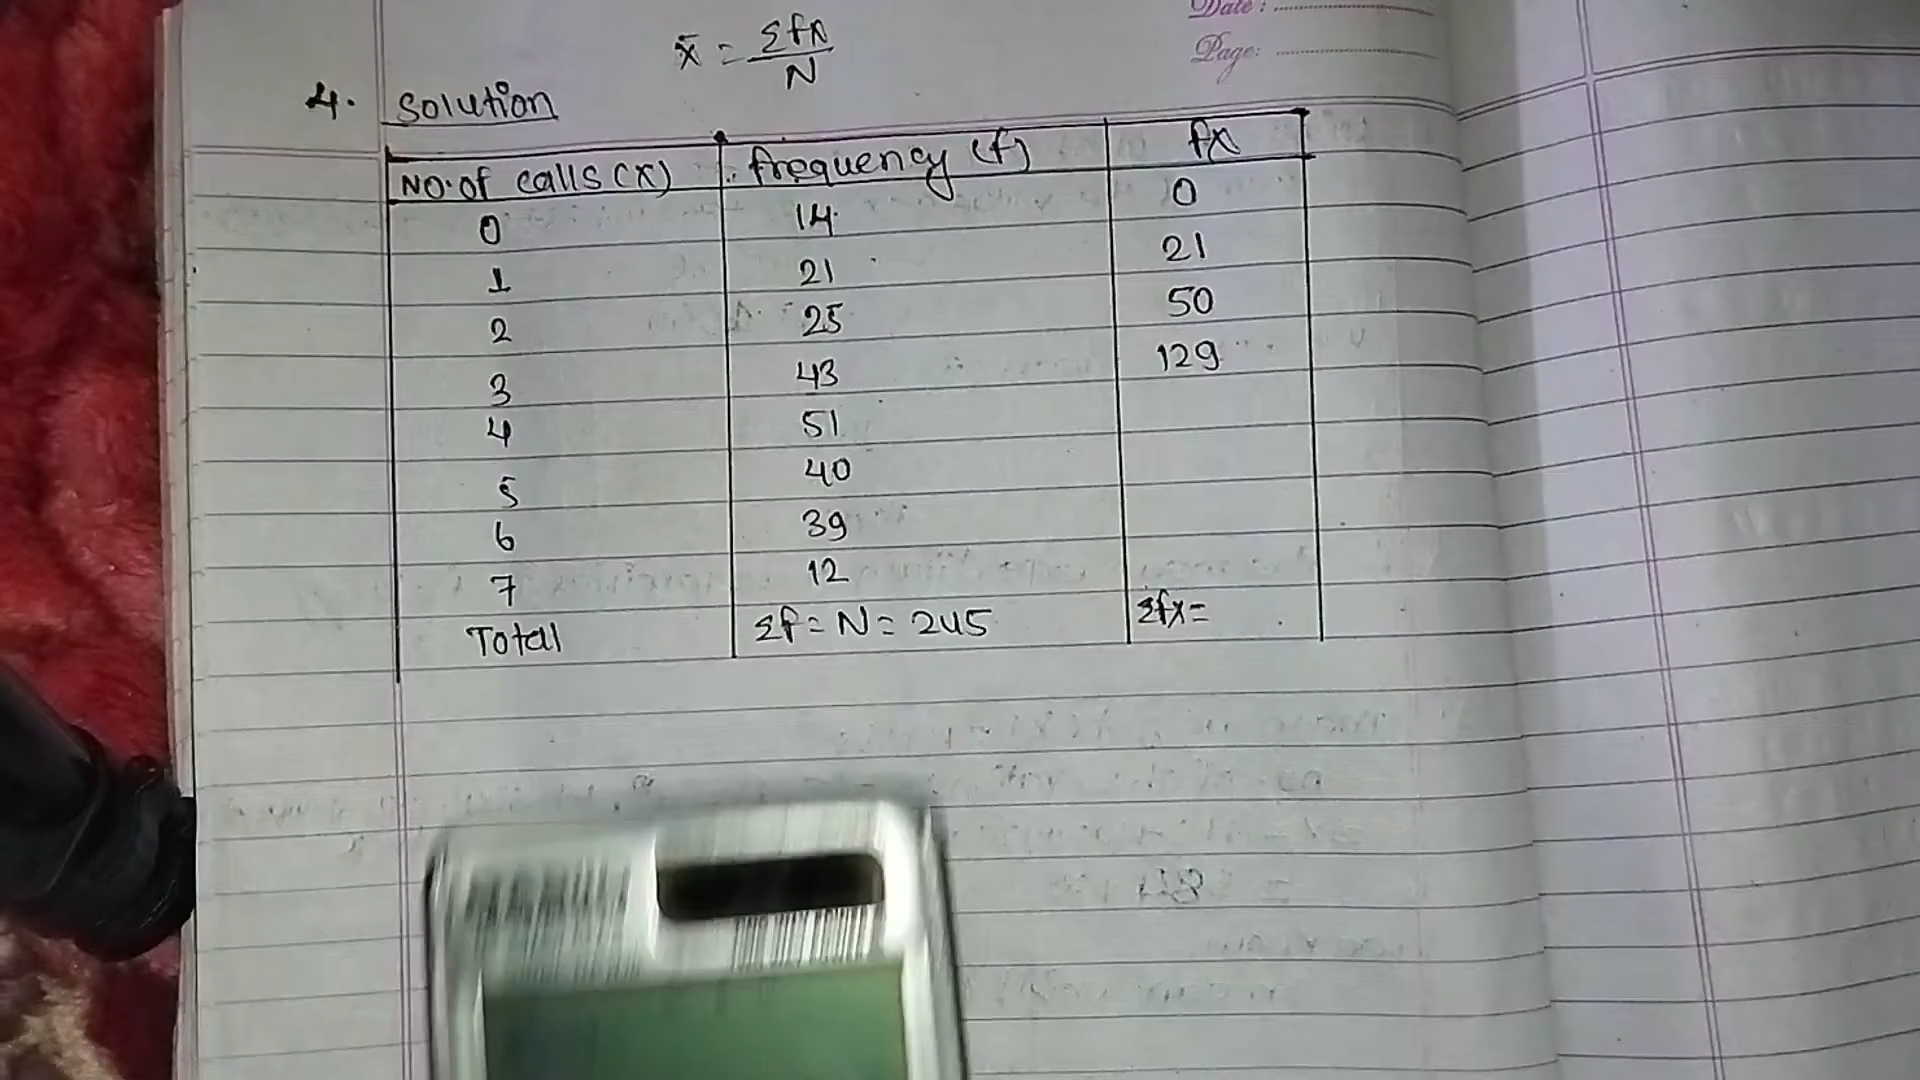 Date:
Page:
x̄ = Σfx
N
4. Solution
No. of calls (x) frequency (f) fx
0 14 0
1 21 21
2 25 50
3 43 129
4 51
5 40
6 39
7 12
Total Σf = N = 245 Σfx =